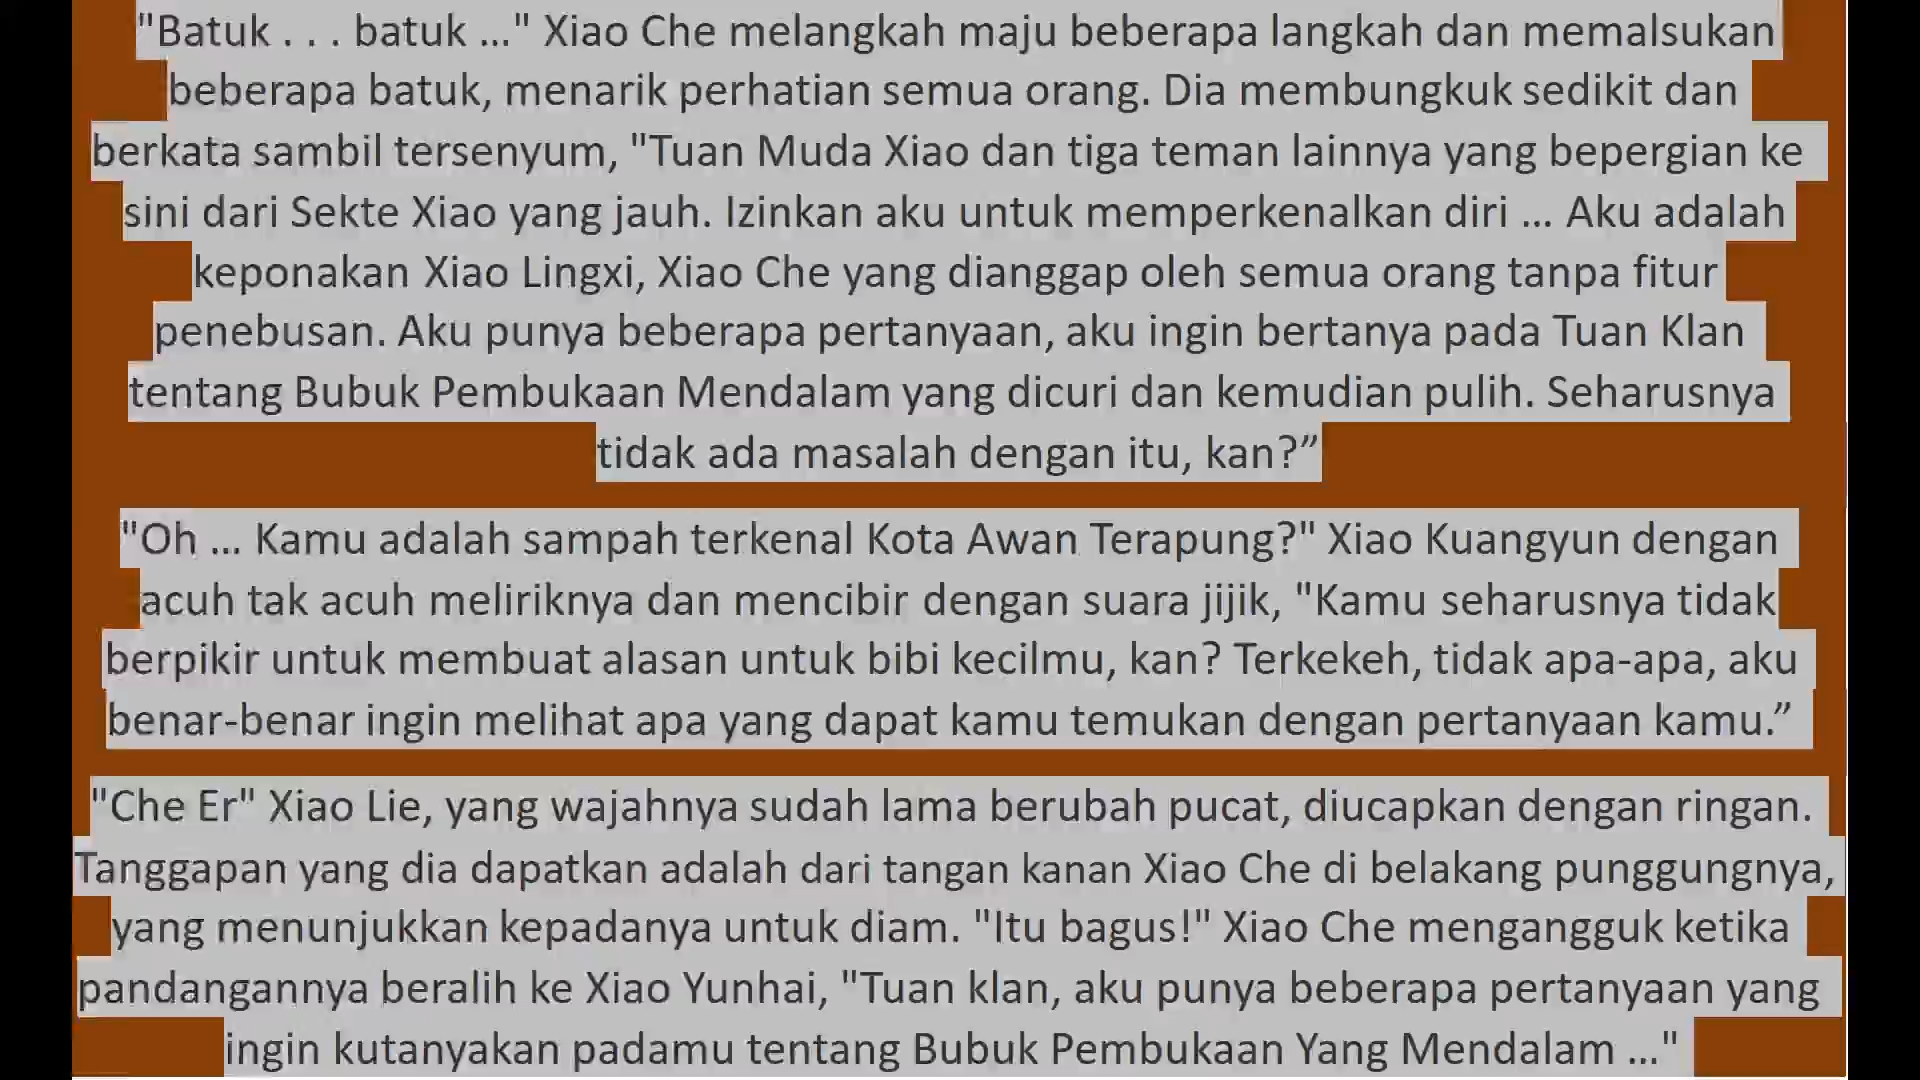 "Batuk . . . batuk ..." Xiao Che melangkah maju beberapa langkah dan memalsukan
beberapa batuk, menarik perhatian semua orang. Dia membungkuk sedikit dan
berkata sambil tersenyum, "Tuan Muda Xiao dan tiga teman lainnya yang bepergian ke
sini dari Sekte Xiao yang jauh. Izinkan aku untuk memperkenalkan diri ... Aku adalah
keponakan Xiao Lingxi, Xiao Che yang dianggap oleh semua orang tanpa fitur
penebusan. Aku punya beberapa pertanyaan, aku ingin bertanya pada Tuan Klan
tentang Bubuk Pembukaan Mendalam yang dicuri dan kemudian pulih. Seharusnya
tidak ada masalah dengan itu, kan?”
"Oh ... Kamu adalah sampah terkenal Kota Awan Terapung?" Xiao Kuangyun dengan
acuh tak acuh meliriknya dan mencibir dengan suara jijik, "Kamu seharusnya tidak
berpikir untuk membuat alasan untuk bibi kecilmu, kan? Terkekeh, tidak apa-apa, aku
benar-benar ingin melihat apa yang dapat kamu temukan dengan pertanyaan kamu.”
"Che Er" Xiao Lie, yang wajahnya sudah lama berubah pucat, diucapkan dengan ringan.
Tanggapan yang dia dapatkan adalah dari tangan kanan Xiao Che di belakang punggungnya,
yang menunjukkan kepadanya untuk diam. "Itu bagus!" Xiao Che mengangguk ketika
pandangannya beralih ke Xiao Yunhai, "Tuan klan, aku punya beberapa pertanyaan yang
ingin kutanyakan padamu tentang Bubuk Pembukaan Yang Mendalam ..."